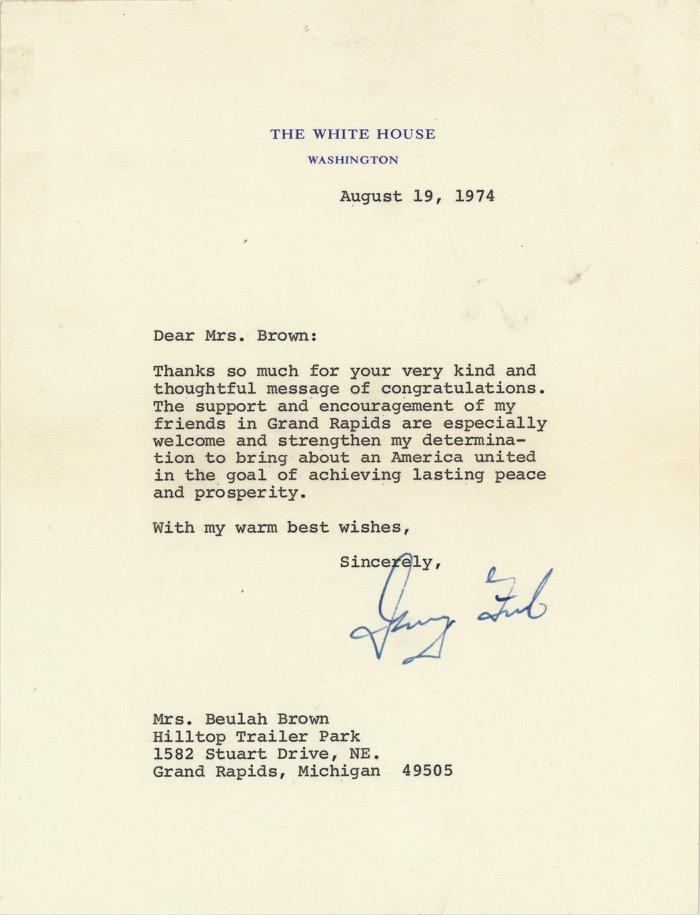 THE WHITE HOUSE
WASHINGTON
August 19, 1974
Dear Mrs. Brown:
Thanks so much for your very kind and
thoughtful message of congratulations.
The support and encouragement of my
friends in Grand Rapids are especially
welcome and strengthen my determina-
tion to bring about an America united
in the goal of achieving lasting peace
and prosperity.
With my warm best wishes,
Sincerely,
Jerry Ford
Mrs. Beulah Brown
Hilltop Trailer Park
1582 Stuart Drive, NE.
Grand Rapids, Michigan 49505